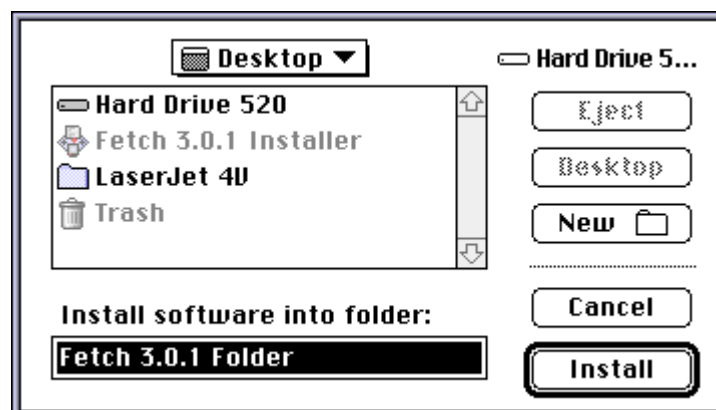 Desktop
Hard Drive 5...
Hard Drive 520
Fetch 3.0.1 Installer
LaserJet 4V
Trash
Eject
Desktop
New
Install software into folder:
Fetch 3.0.1 Folder
Cancel
Install